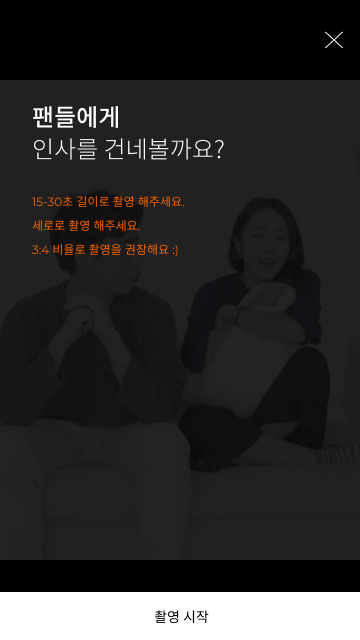 팬들에게
인사를 건네볼까요?
15-30초 길이로 촬영 해주세요.
세로로 촬영 해주세요.
3:4 비율로 촬영을 권장해요 :)
촬영 시작